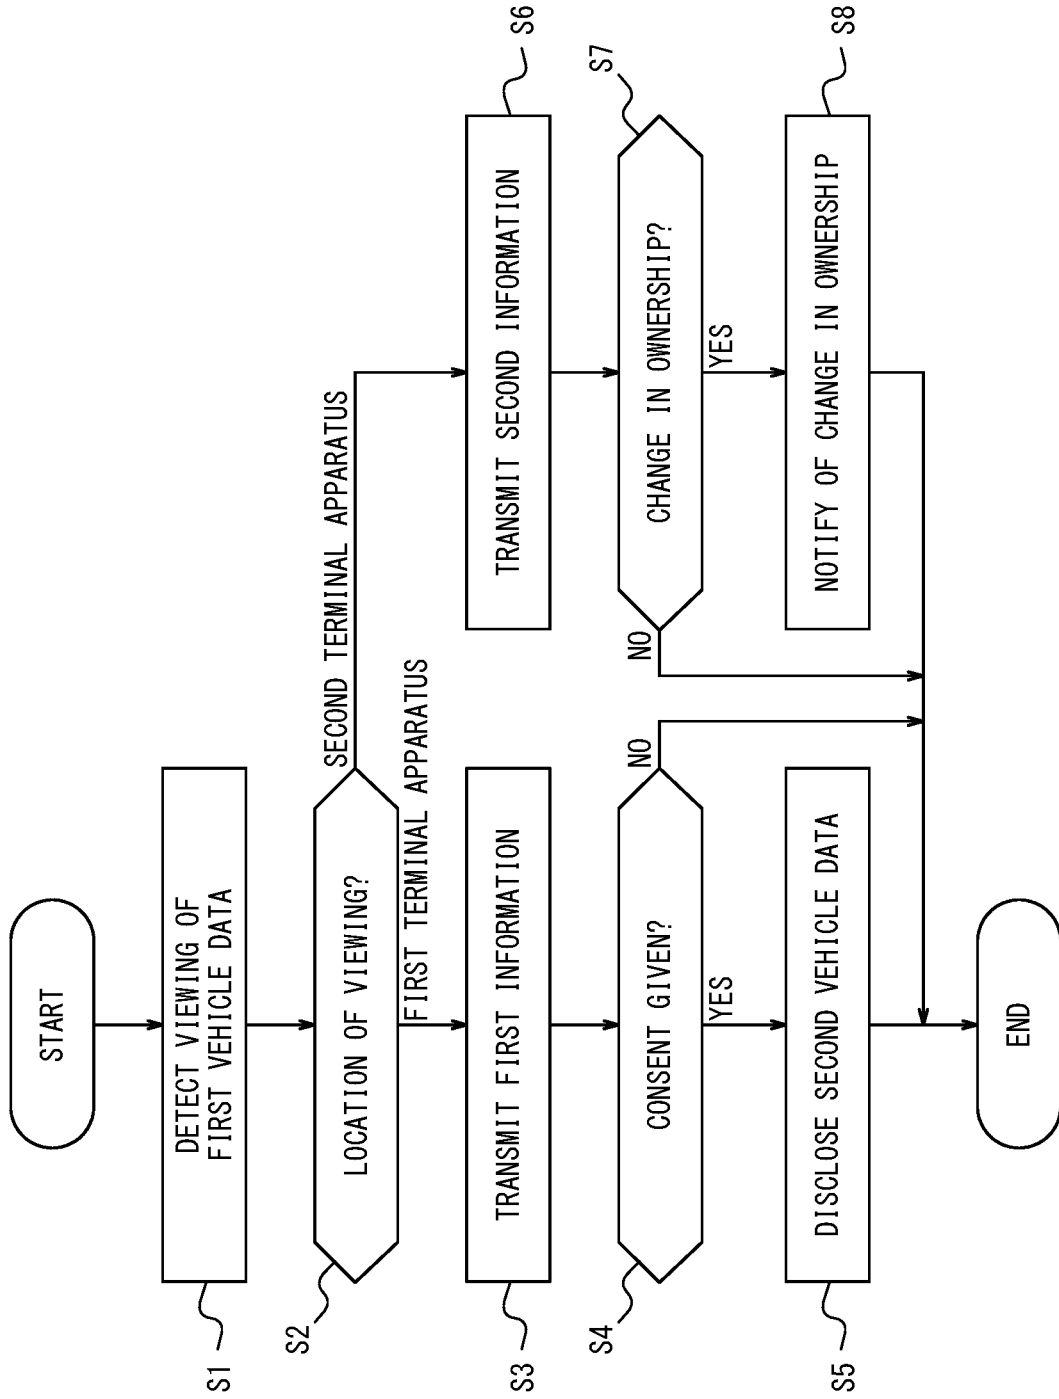 START
DETECT VIEWING OF
FIRST VEHICLE DATA
S1
LOCATION OF VIEWING?
S2
SECOND TERMINAL APPARATUS
FIRST TERMINAL APPARATUS
TRANSMIT FIRST INFORMATION
S3
TRANSMIT SECOND INFORMATION
S6
CONSENT GIVEN?
S4
NO
YES
CHANGE IN OWNERSHIP?
S7
NO
YES
DISCLOSE SECOND VEHICLE DATA
S5
NOTIFY OF CHANGE IN OWNERSHIP
S8
END